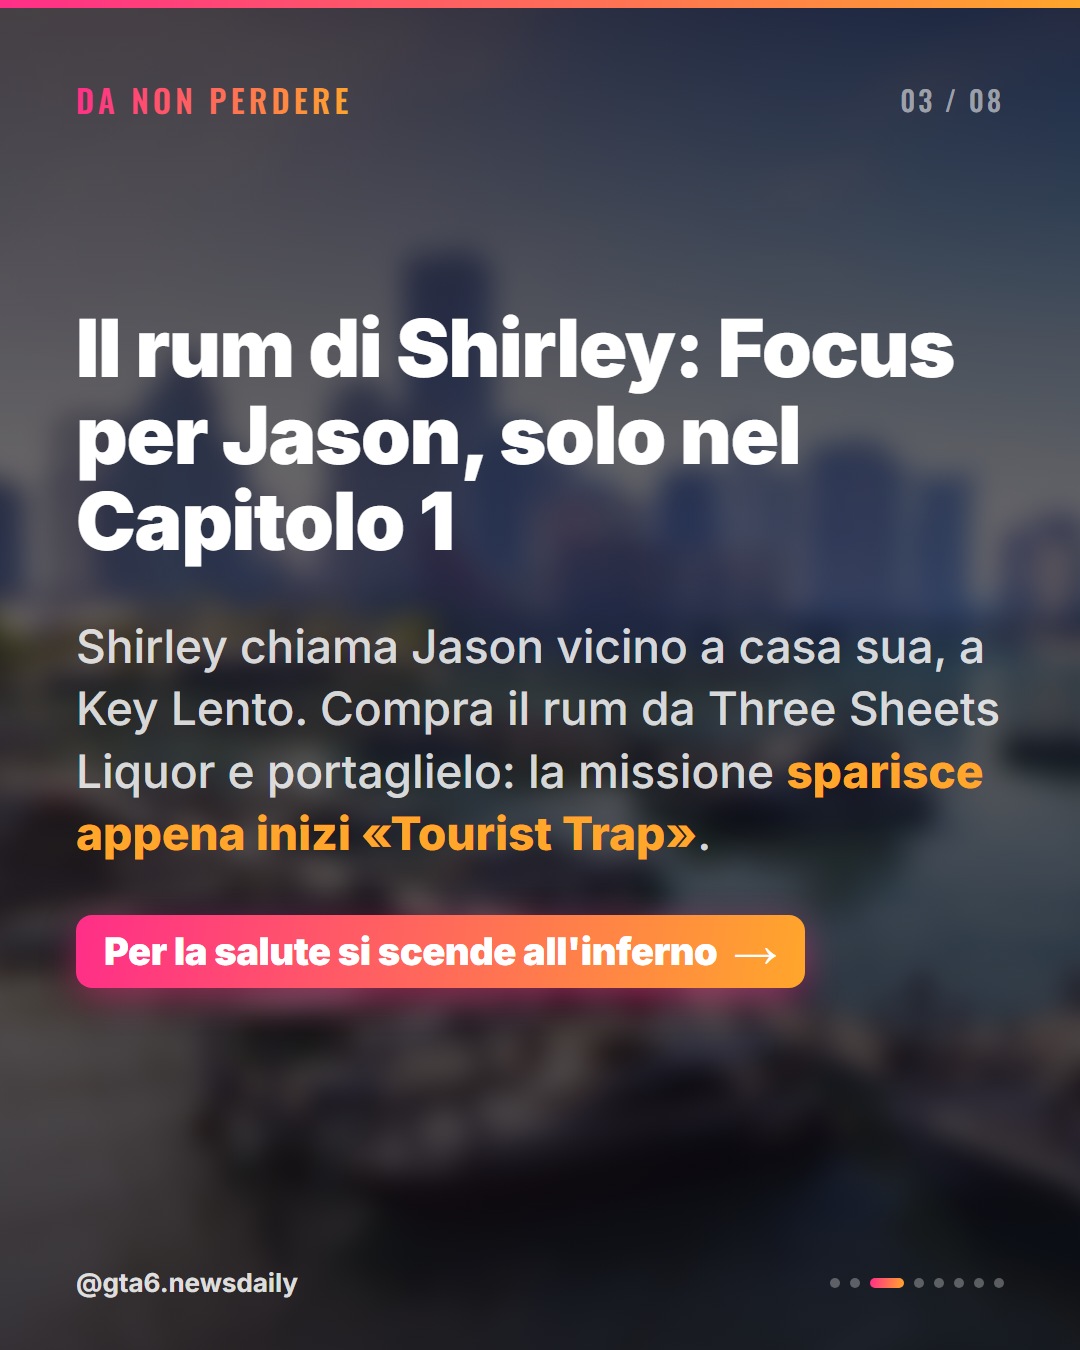 DA NON PERDERE
03 / 08
Il rum di Shirley: Focus
per Jason, solo nel
Capitolo 1
Shirley chiama Jason vicino a casa sua, a
Key Lento. Compra il rum da Three Sheets
Liquor e portaglielo: la missione sparisce
appena inizi «Tourist Trap».
Per la salute si scende all'inferno →
@gta6.newsdaily